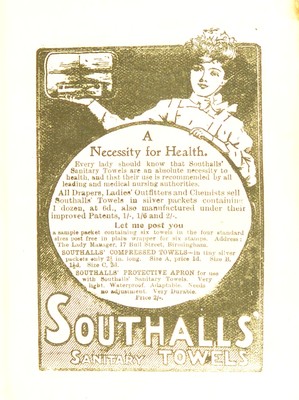 A
Necessity for Health.
Every lady should know that Southalls'
Sanitary Towels are an absolute necessity to
health, and that their use is recommended by all
leading and medical nursing authorities.
All Drapers, Ladies' Outfitters and Chemists sell
Southalls' Towels in silver packets containing
1 dozen, at 6d., also manufactured under their
improved Patents, 1/-, 1/6 and 2/-.
Let me post you
a sample packet containing six towels in the four standard
sizes post free in plain wrapper for six stamps. Address:
The Lady Manager, 17 Bull Street, Birmingham.
SOUTHALLS' COMPRESSED TOWELS—in tiny silver
packets only 2¼ in. long. Size A, price 1d. Size B,
1½d. Size C, 2d.
SOUTHALLS' PROTECTIVE APRON for use
with Southalls' Sanitary Towels. Very
light. Waterproof. Adaptable. Needs
no adjustment. Very Durable.
Price 2/-.
SOUTHALLS'
SANITARY TOWELS